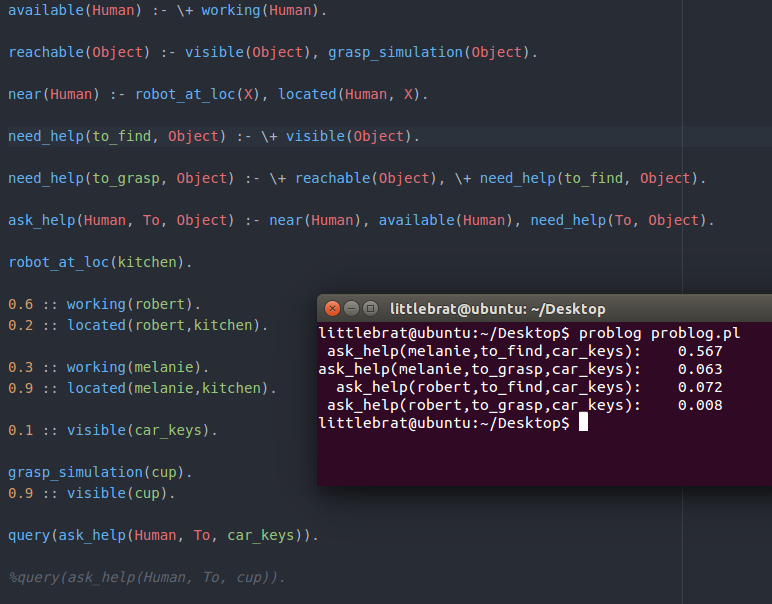 available(Human) :- \+ working(Human).
reachable(Object) :- visible(Object), grasp_simulation(Object).
near(Human) :- robot_at_loc(X), located(Human, X).
need_help(to_find, Object) :- \+ visible(Object).
need_help(to_grasp, Object) :- \+ reachable(Object), \+ need_help(to_find, Object).
ask_help(Human, To, Object) :- near(Human), available(Human), need_help(To, Object).
robot_at_loc(kitchen).
0.6 :: working(robert).
0.2 :: located(robert,kitchen).
0.3 :: working(melanie).
0.9 :: located(melanie,kitchen).
0.1 :: visible(car_keys).
grasp_simulation(cup).
0.9 :: visible(cup).
query(ask_help(Human, To, car_keys)).
%query(ask_help(Human, To, cup)).
littlebrat@ubuntu: ~/Desktop
littlebrat@ubuntu:~/Desktop$ problog problog.pl
ask_help(melanie,to_find,car_keys): 0.567
ask_help(melanie,to_grasp,car_keys): 0.063
ask_help(robert,to_find,car_keys): 0.072
ask_help(robert,to_grasp,car_keys): 0.008
littlebrat@ubuntu:~/Desktop$